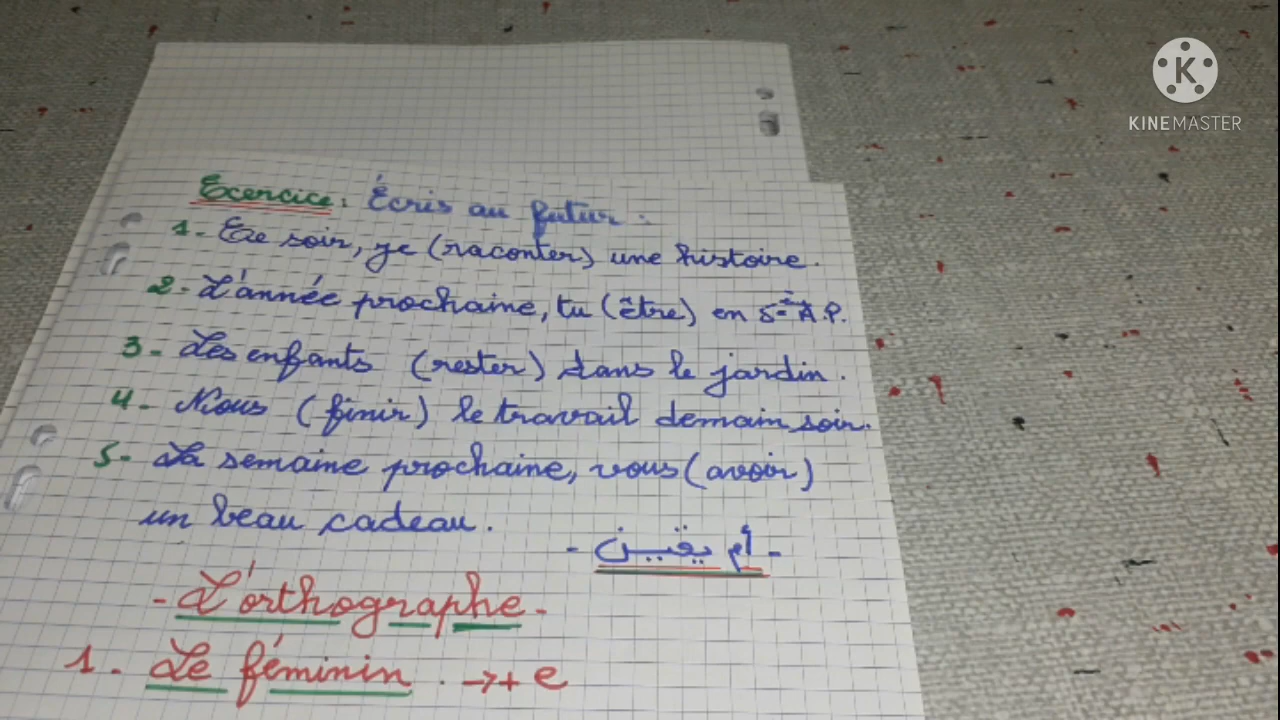 Exercice: Écris au futur :
1- Ce soir, je (raconter) une histoire.
2- L'année prochaine, tu (être) en 5ème A.P.
3- Les enfants (rester) dans le jardin.
4- Nous (finir) le travail demain soir.
5- La semaine prochaine, vous (avoir)
un beau cadeau.
- أم يقين -
- L'orthographe -
1. Le féminin. → + e
K
KINEMASTER